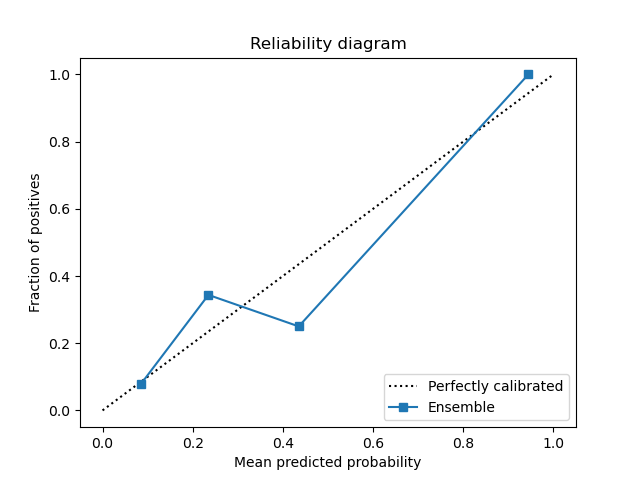 Reliability diagram
1.0
0.8
0.6
0.4
0.2
0.0
Fraction of positives
0.0 0.2 0.4 0.6 0.8 1.0
Mean predicted probability
Perfectly calibrated
Ensemble